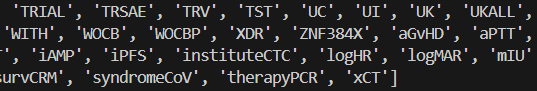 'TRIAL', 'TRSAE', 'TRV', 'TST', 'UC', 'UI', 'UK', 'UKALL',
'WITH', 'WOCB', 'WOCBP', 'XDR', 'ZNF384X', 'aGvHD', 'aPTT',
', 'iAMP', 'iPFS', 'instituteCTC', 'logHR', 'logMAR', 'mIU'
survCRM', 'syndromeCoV', 'therapyPCR', 'xCT']